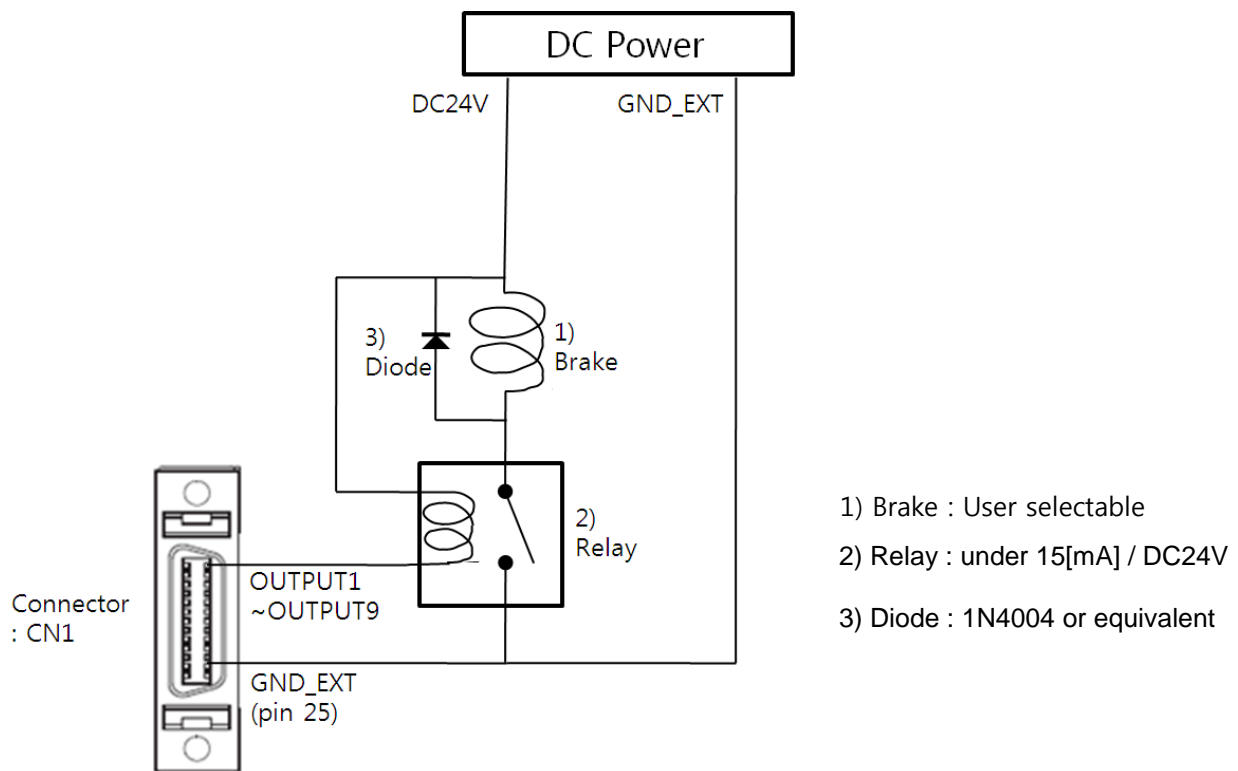 DC Power
DC24V
GND_EXT
3)
Diode
1)
Brake
2)
Relay
OUTPUT1
~OUTPUT9
Connector
: CN1
GND_EXT
(pin 25)
1) Brake : User selectable
2) Relay : under 15[mA] / DC24V
3) Diode : 1N4004 or equivalent